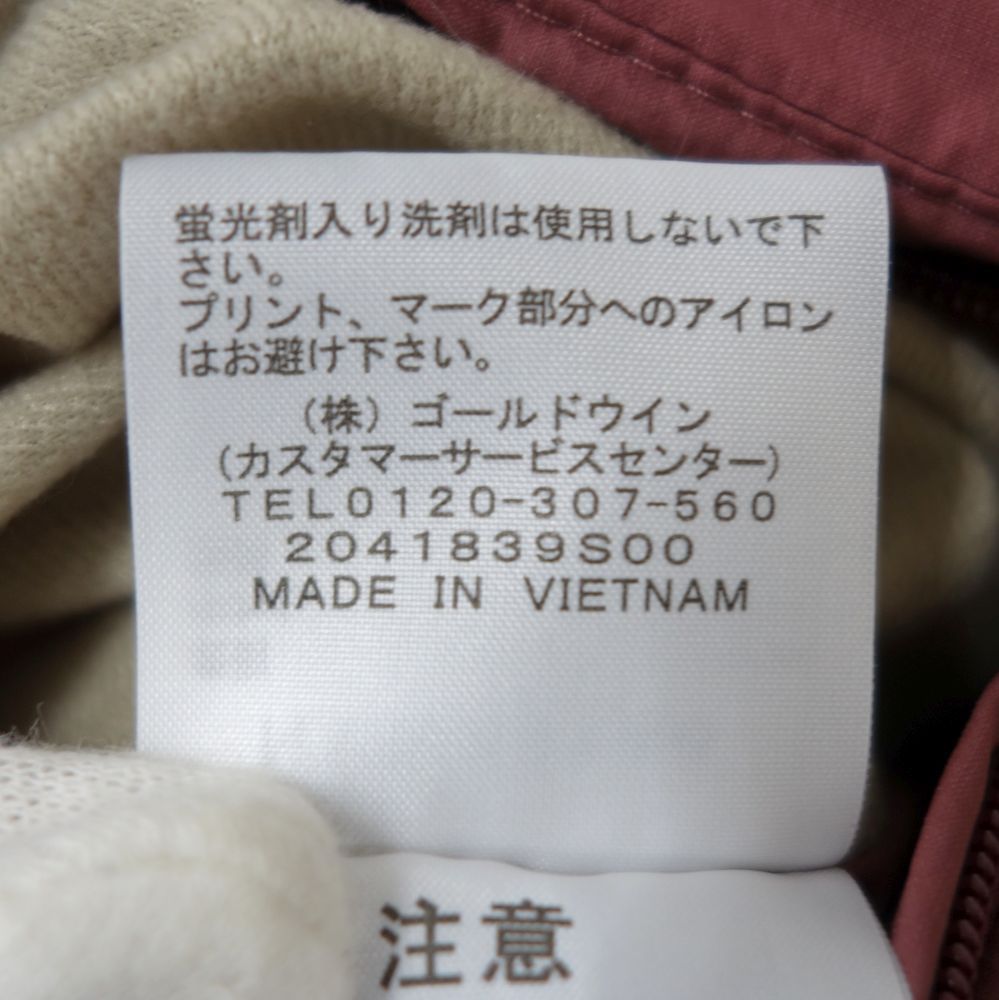 蛍光剤入り洗剤は使用しないで下
さい。
プリント、マーク部分へのアイロン
はお避け下さい。
（株）ゴールドウイン
(カスタマーサービスセンター)
TEL0120-307-560
2041839S00
MADE IN VIETNAM
注意